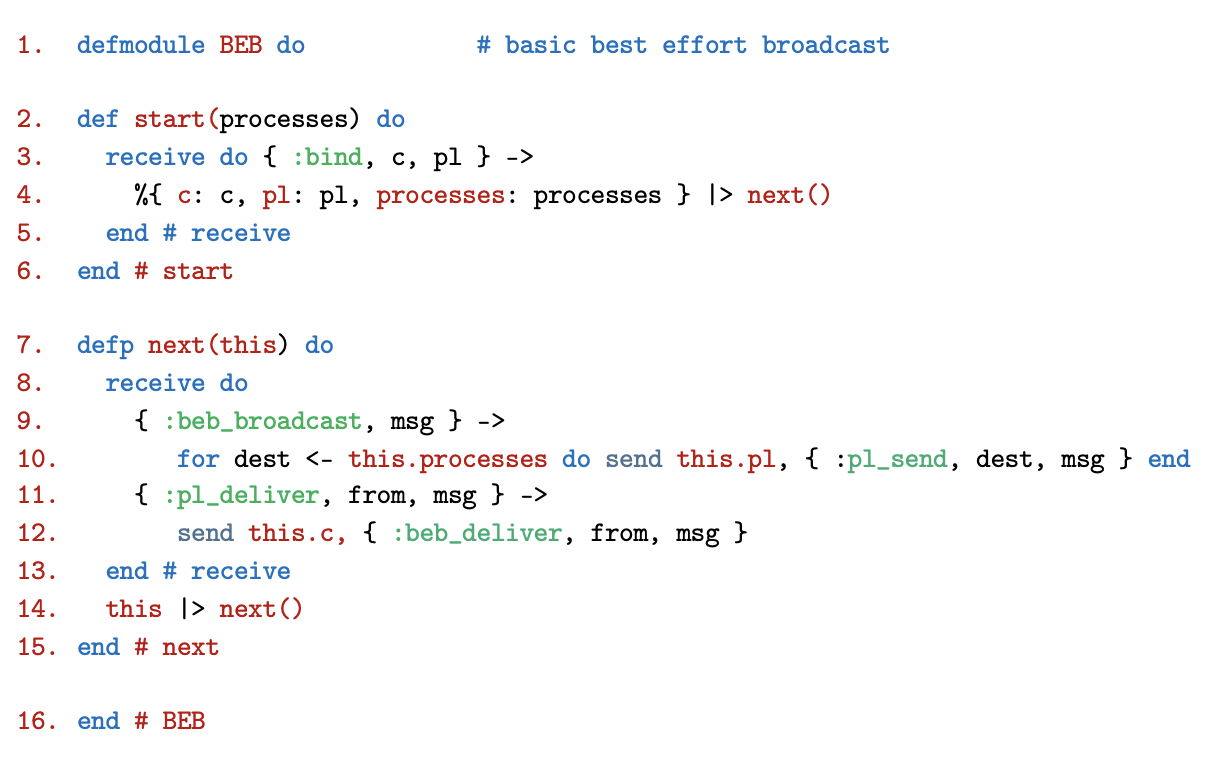 1. defmodule BEB do # basic best effort broadcast
2. def start(processes) do
3. receive do { :bind, c, pl } ->
4. %{ c: c, pl: pl, processes: processes } |> next()
5. end # receive
6. end # start
7. defp next(this) do
8. receive do
9. { :beb_broadcast, msg } ->
10. for dest <- this.processes do send this.pl, { :pl_send, dest, msg } end
11. { :pl_deliver, from, msg } ->
12. send this.c, { :beb_deliver, from, msg }
13. end # receive
14. this |> next()
15. end # next
16. end # BEB